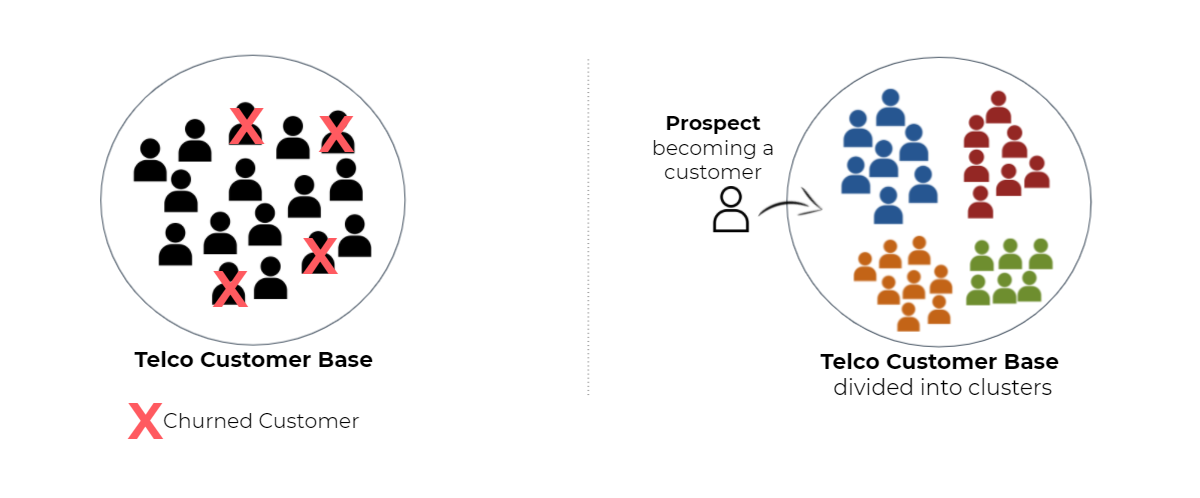 Telco Customer Base
X Churned Customer
Prospect
becoming a
customer
Telco Customer Base
divided into clusters